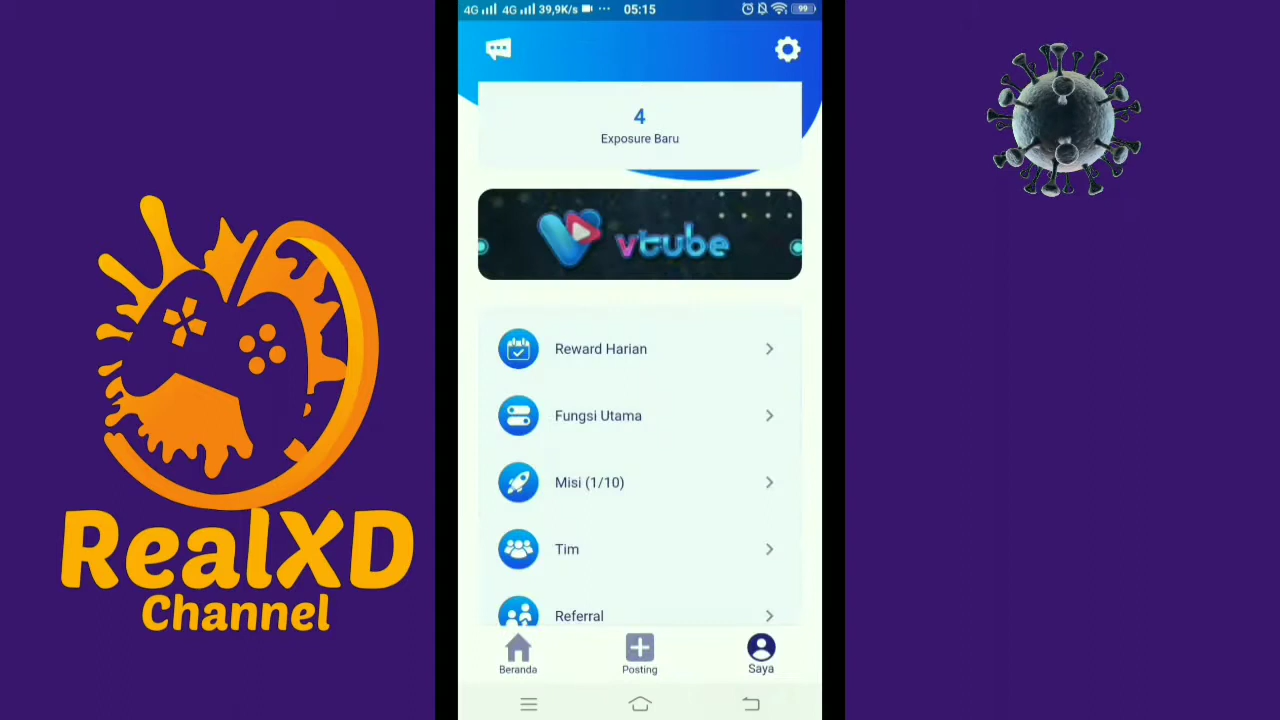 4G 4G 39,9K/s ... 05:15 99
4
Exposure Baru
vtube
Reward Harian
Fungsi Utama
Misi (1/10)
Tim
Referral
Beranda
Posting
Saya
RealXD
Channel